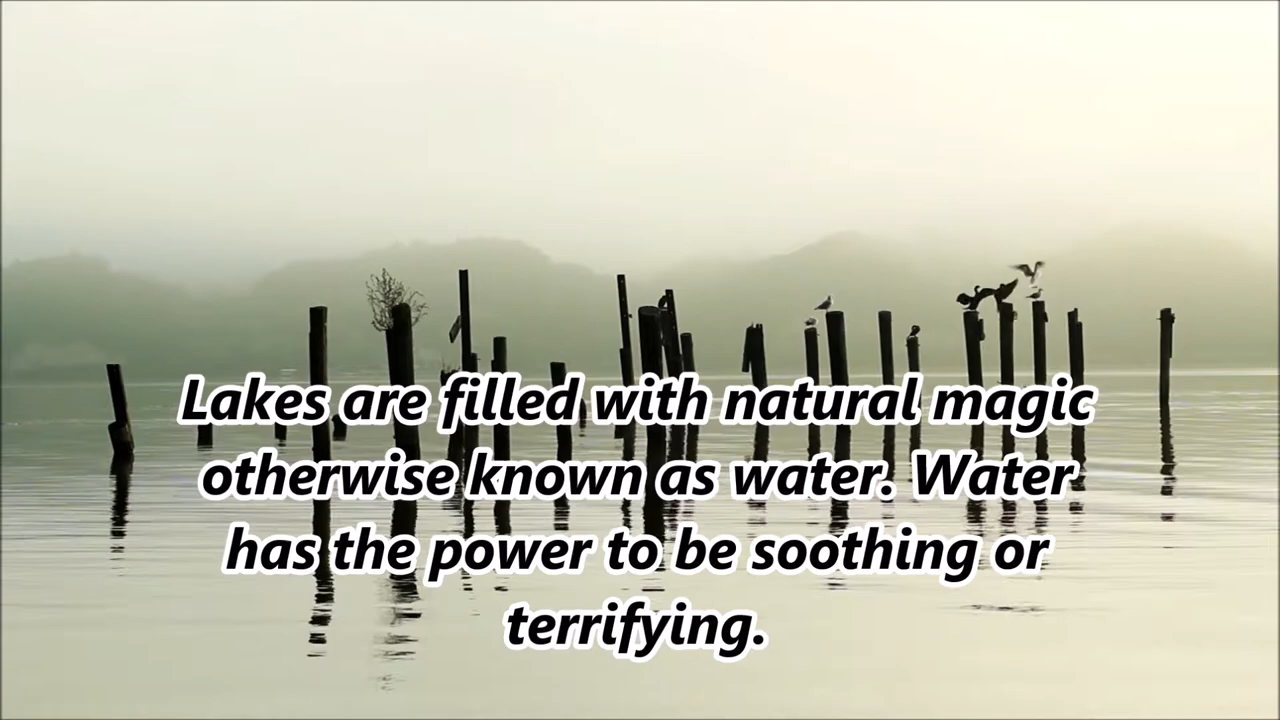 Lakes are filled with natural magic
otherwise known as water. Water
has the power to be soothing or
terrifying.